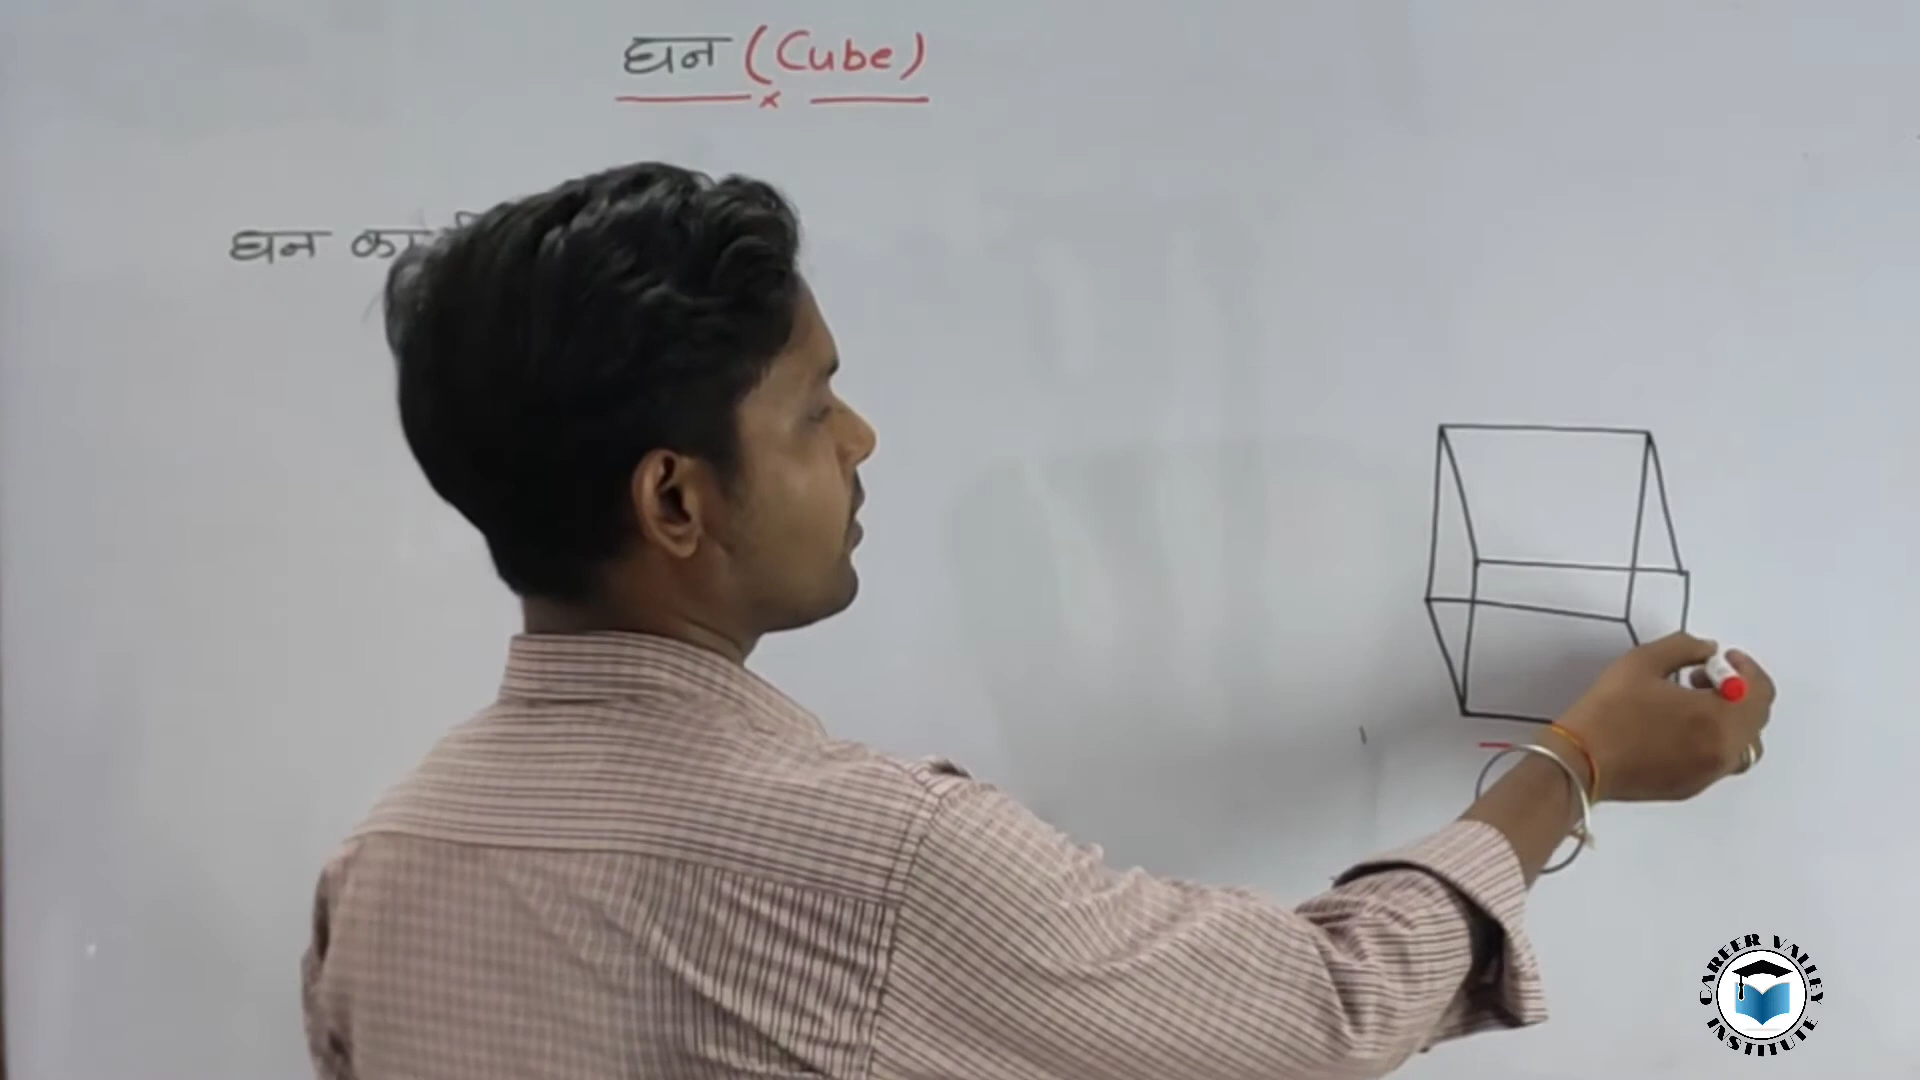 घन (Cube)
घन का
CAREER VALLEY
INSTITUTE